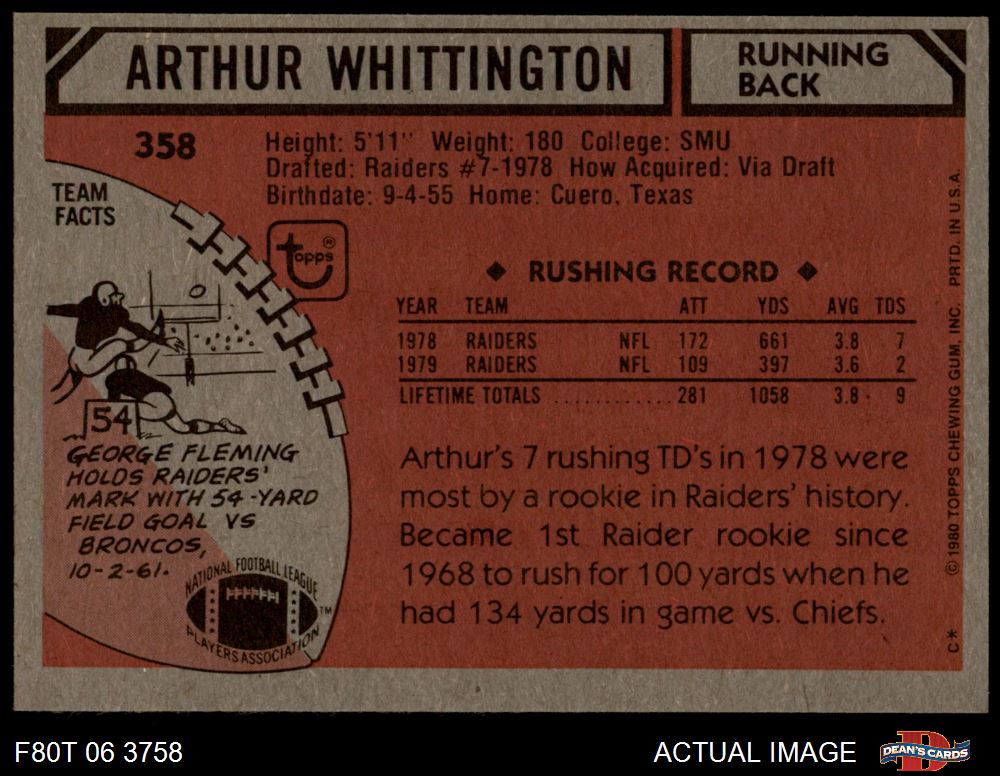 ARTHUR WHITTINGTON
RUNNING
BACK
358
Height: 5'11" Weight: 180 College: SMU
Drafted: Raiders #7-1978 How Acquired: Via Draft
Birthdate: 9-4-55 Home: Cuero, Texas
TEAM
FACTS
topps®
54
GEORGE FLEMING
HOLDS RAIDERS'
MARK WITH 54-YARD
FIELD GOAL VS
BRONCOS,
10-2-61.
NATIONAL FOOTBALL LEAGUE
PLAYERS ASSOCIATION
TM
◆ RUSHING RECORD ◆
YEAR TEAM ATT YDS AVG TDS
1978 RAIDERS NFL 172 661 3.8 7
1979 RAIDERS NFL 109 397 3.6 2
LIFETIME TOTALS ............ 281 1058 3.8 9
Arthur's 7 rushing TD's in 1978 were
most by a rookie in Raiders' history.
Became 1st Raider rookie since
1968 to rush for 100 yards when he
had 134 yards in game vs. Chiefs.
C* © 1980 TOPPS CHEWING GUM, INC. PRTD. IN U.S.A.
F80T 06 3758
ACTUAL IMAGE
D
DEAN'S CARDS